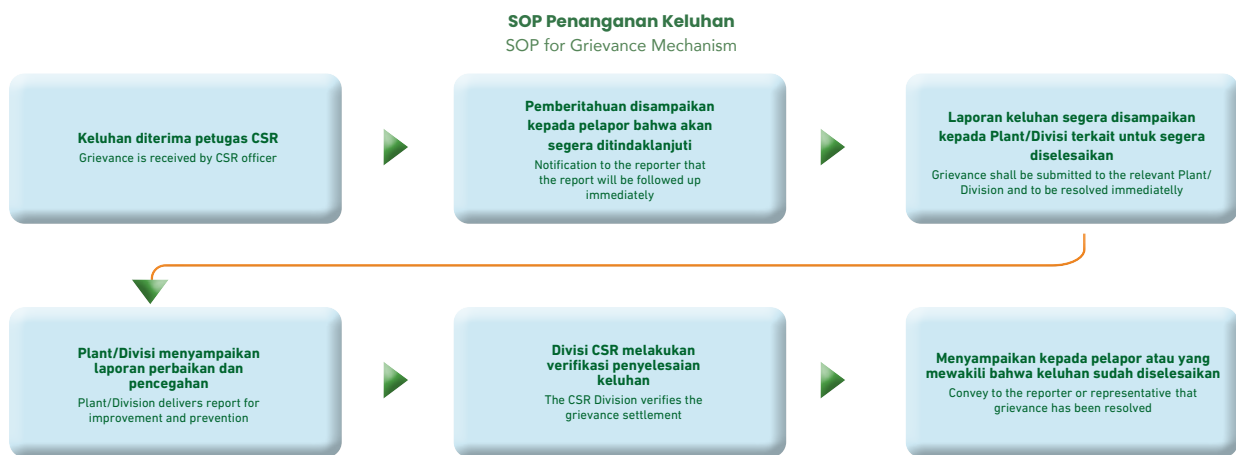 SOP Penanganan Keluhan
SOP for Grievance Mechanism
Keluhan diterima petugas CSR
Grievance is received by CSR officer
Pemberitahuan disampaikan
kepada pelapor bahwa akan
segera ditindaklanjuti
Notification to the reporter that
the report will be followed up
immediately
Laporan keluhan segera disampaikan
kepada Plant/Divisi terkait untuk segera
diselesaikan
Grievance shall be submitted to the relevant Plant/
Division and to be resolved immediatelly
Plant/Divisi menyampaikan
laporan perbaikan dan
pencegahan
Plant/Division delivers report for
improvement and prevention
Divisi CSR melakukan
verifikasi penyelesaian
keluhan
The CSR Division verifies the
grievance settlement
Menyampaikan kepada pelapor atau yang
mewakili bahwa keluhan sudah diselesaikan
Convey to the reporter or representative that
grievance has been resolved